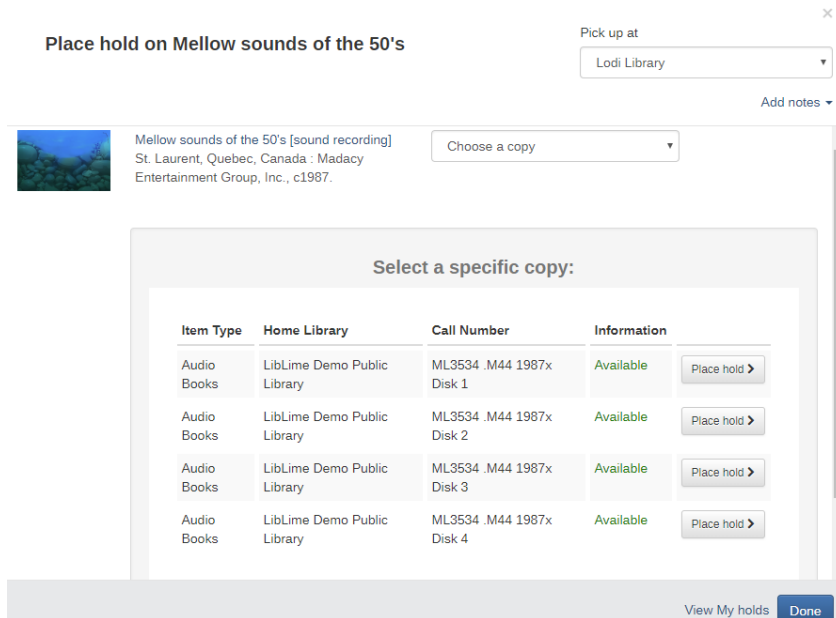 ×
Place hold on Mellow sounds of the 50's
Pick up at
Lodi Library
Add notes
Mellow sounds of the 50's [sound recording]
St. Laurent, Quebec, Canada : Madacy
Entertainment Group, Inc., c1987.
Choose a copy
Select a specific copy:
Item Type Home Library Call Number Information
Audio LibLime Demo Public ML3534 .M44 1987x Available Place hold
Books Library Disk 1
Audio LibLime Demo Public ML3534 .M44 1987x Available Place hold
Books Library Disk 2
Audio LibLime Demo Public ML3534 .M44 1987x Available Place hold
Books Library Disk 3
Audio LibLime Demo Public ML3534 .M44 1987x Available Place hold
Books Library Disk 4
View My holds Done